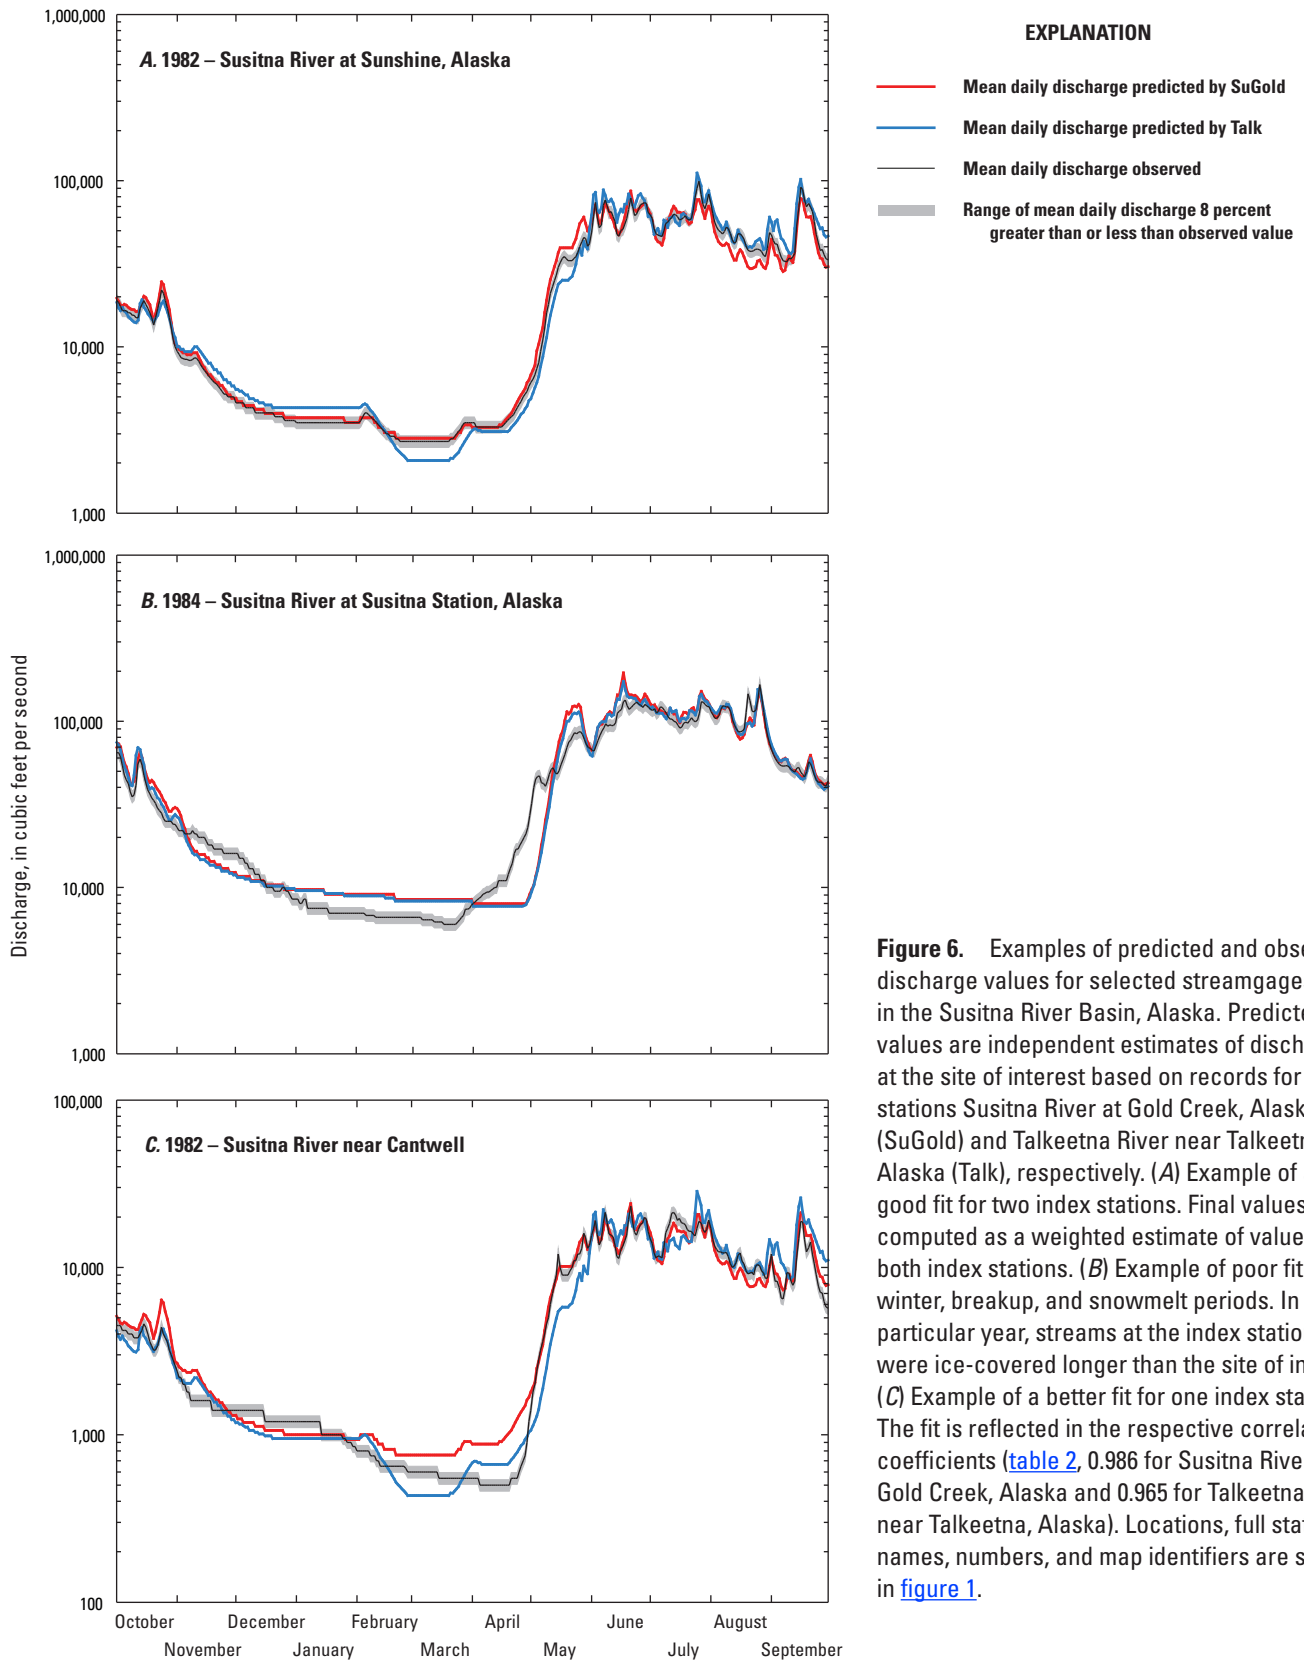 1,000,000
A. 1982 – Susitna River at Sunshine, Alaska
100,000
10,000
1,000
EXPLANATION
Mean daily discharge predicted by SuGold
Mean daily discharge predicted by Talk
Mean daily discharge observed
Range of mean daily discharge 8 percent
greater than or less than observed value
Discharge, in cubic feet per second
1,000,000
B. 1984 – Susitna River at Susitna Station, Alaska
100,000
10,000
1,000
100,000
C. 1982 – Susitna River near Cantwell
10,000
1,000
100
October December February April June August
November January March May July September
Figure 6. Examples of predicted and
discharge values for selected streamgage
in the Susitna River Basin, Alaska.
values are independent estimates of
at the site of interest based on records for
stations Susitna River at Gold Creek,
(SuGold) and Talkeetna River near
Alaska (Talk), respectively. (A) Example of
good fit for two index stations. Final values
computed as a weighted estimate of value
both index stations. (B) Example of poor fit
winter, breakup, and snowmelt periods. In
particular year, streams at the index
were ice-covered longer than the site of
(C) Example of a better fit for one index
The fit is reflected in the respective
coefficients (table 2, 0.986 for Susitna
Gold Creek, Alaska and 0.965 for Talkeetna
near Talkeetna, Alaska). Locations, full
names, numbers, and map identifiers are
in figure 1.